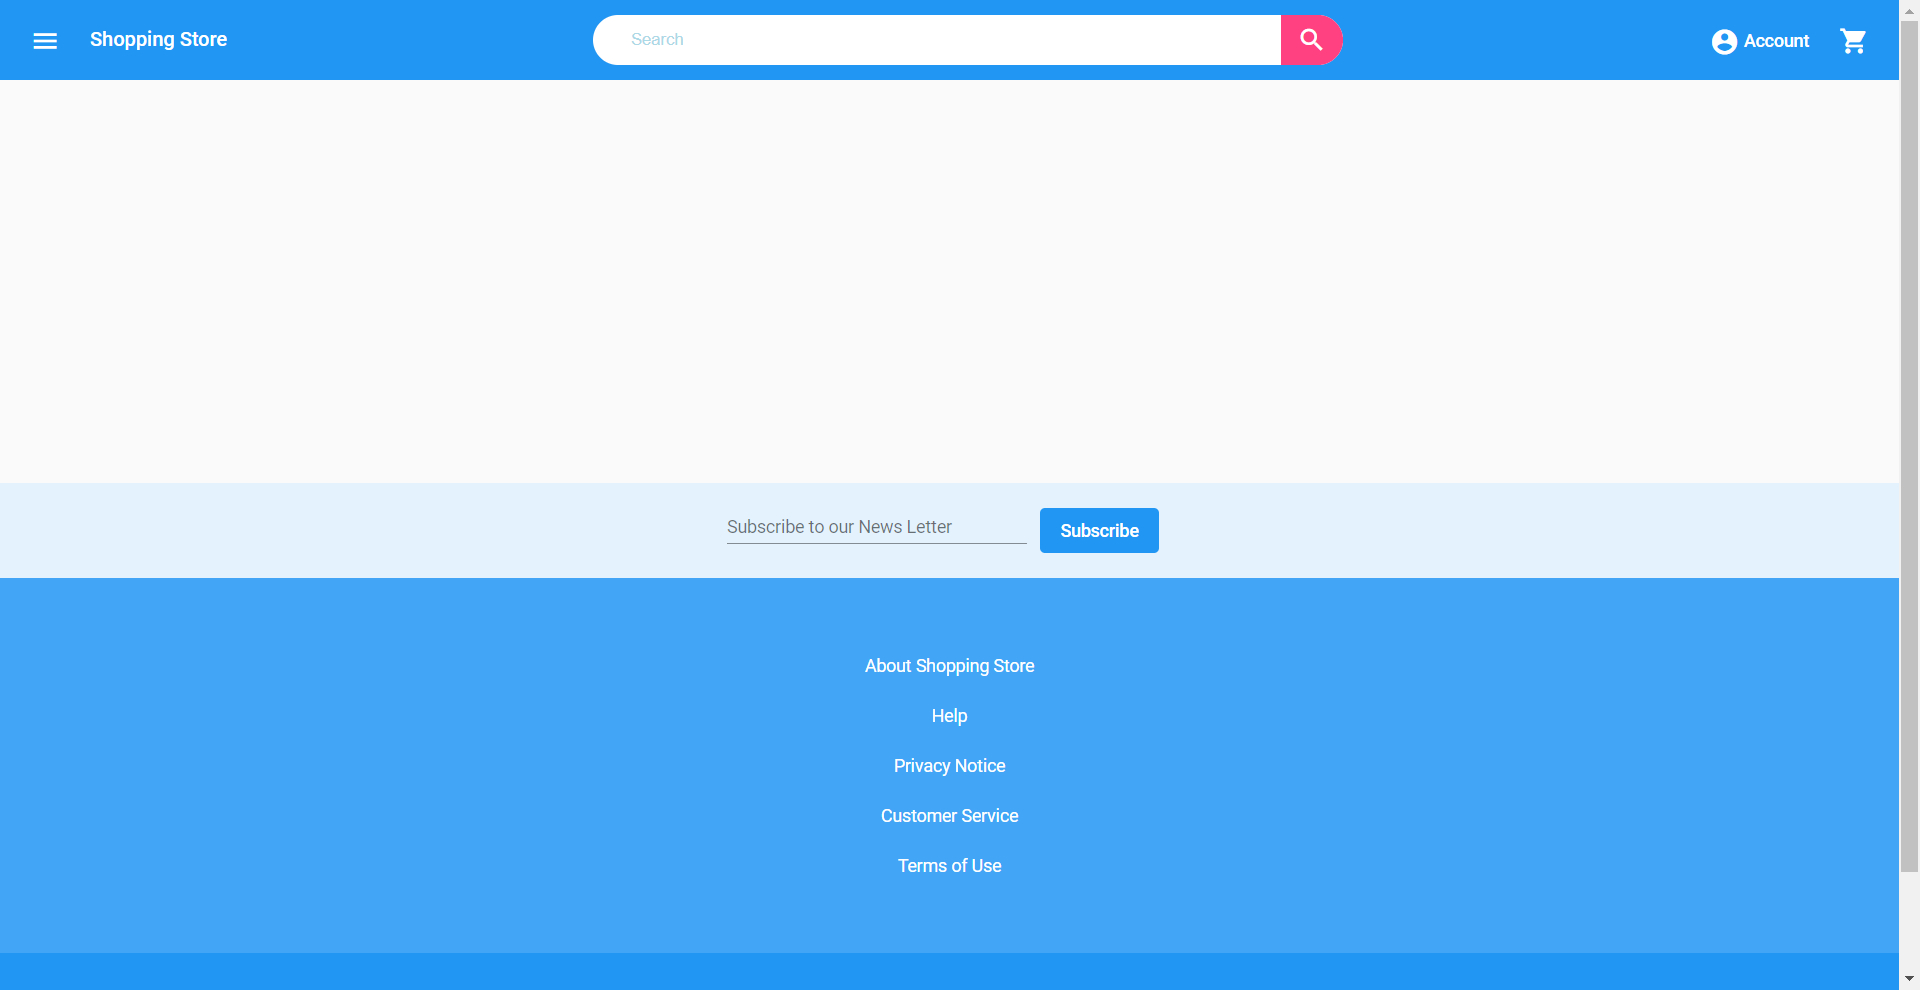 Shopping Store
Search
Account
Subscribe to our News Letter
Subscribe
About Shopping Store
Help
Privacy Notice
Customer Service
Terms of Use